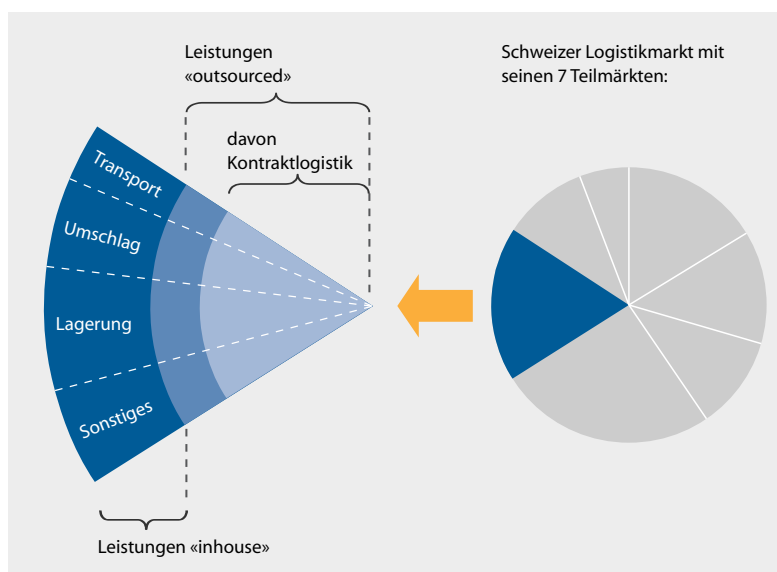 Leistungen
«outsourced»
davon
Kontraktlogistik
Schweizer Logistikmarkt mit
seinen 7 Teilmärkten:
Transport
Umschlag
Lagerung
Sonstiges
Leistungen «inhouse»